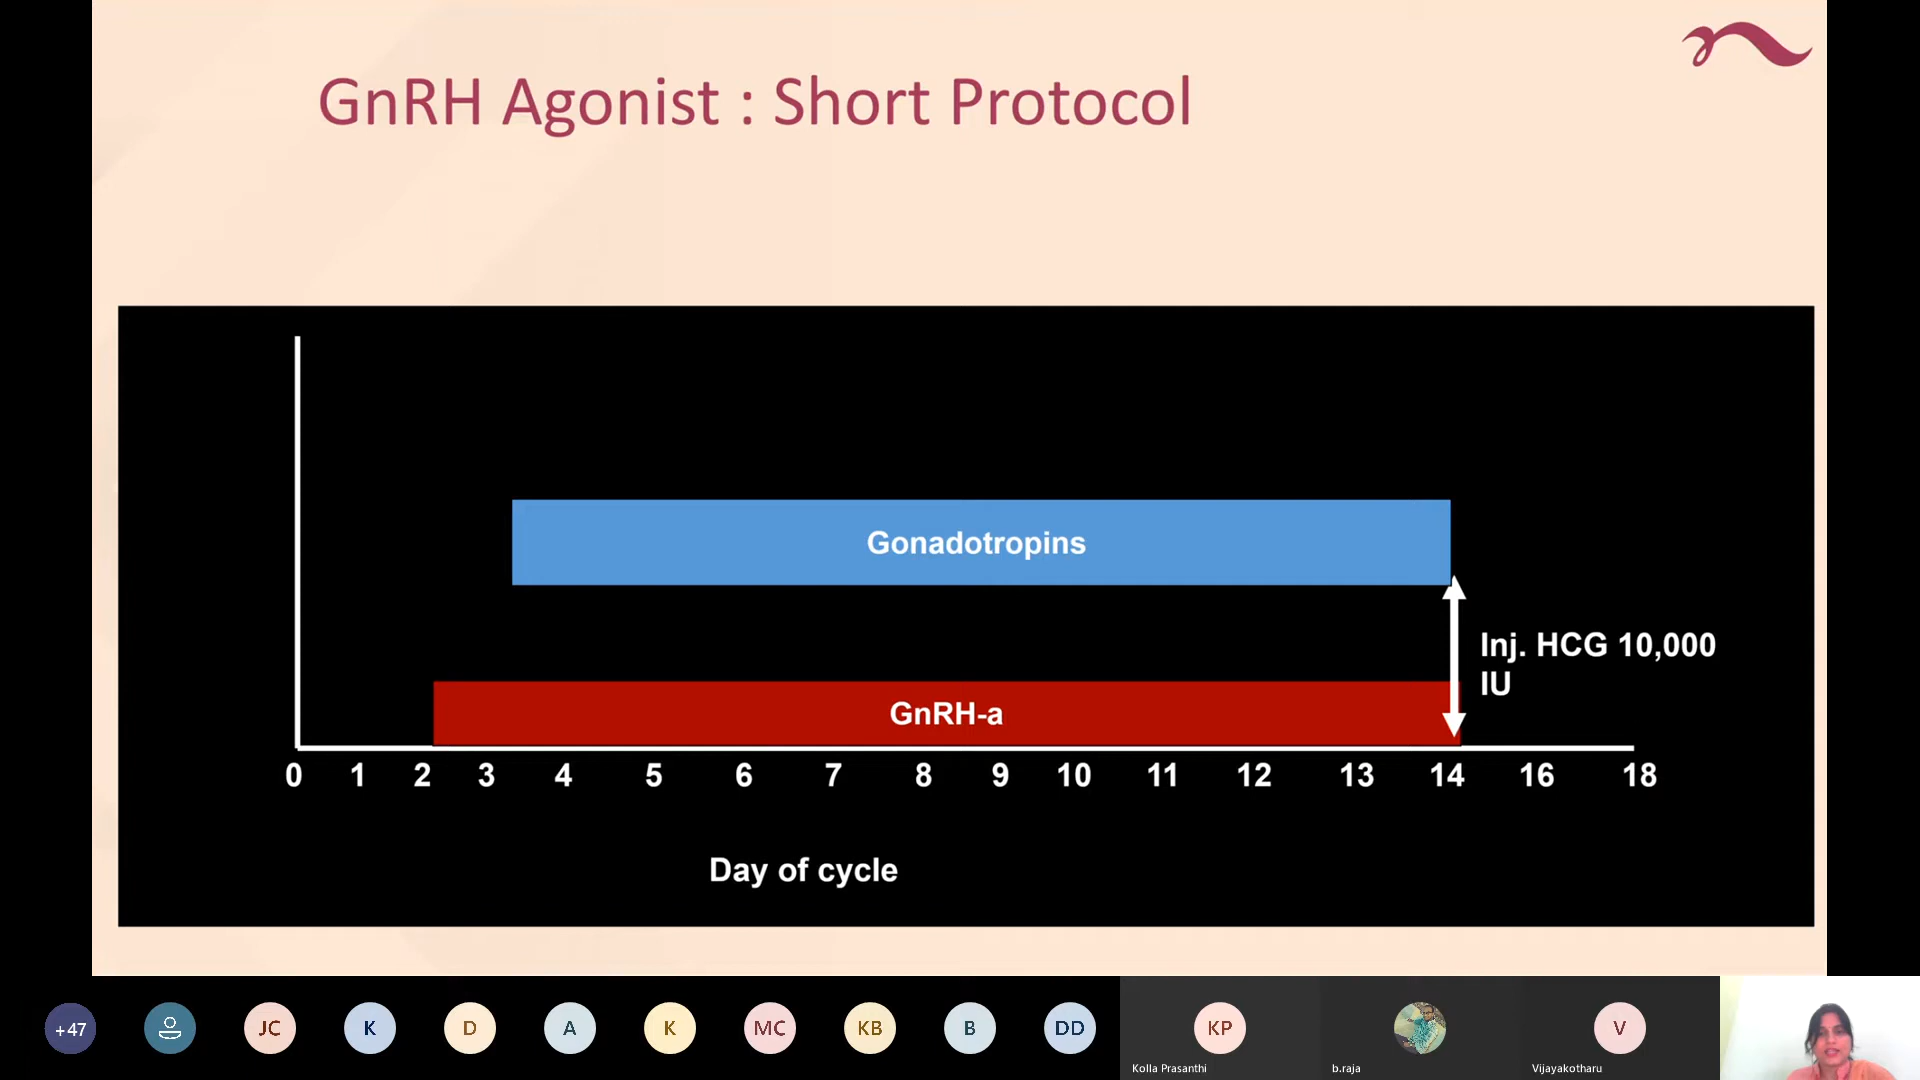 GnRH Agonist : Short Protocol
Gonadotropins
Inj. HCG 10,000
IU
GnRH-a
0 1 2 3 4 5 6 7 8 9 10 11 12 13 14 16 18
Day of cycle
+47 JC K D A K MC KB B DD KP V
Kolla Prasanthi b.raja Vijayakotharu